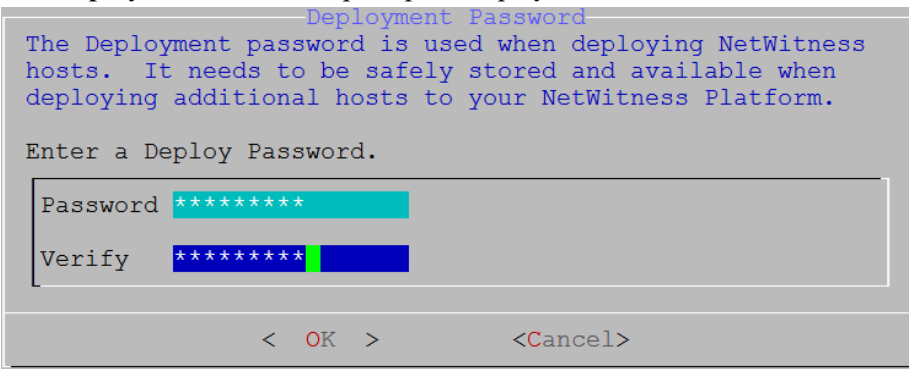 Deployment Password
The Deployment password is used when deploying NetWitness
hosts.  It needs to be safely stored and available when
deploying additional hosts to your NetWitness Platform.
Enter a Deploy Password.
Password *********
Verify *********
<  OK  > <Cancel>